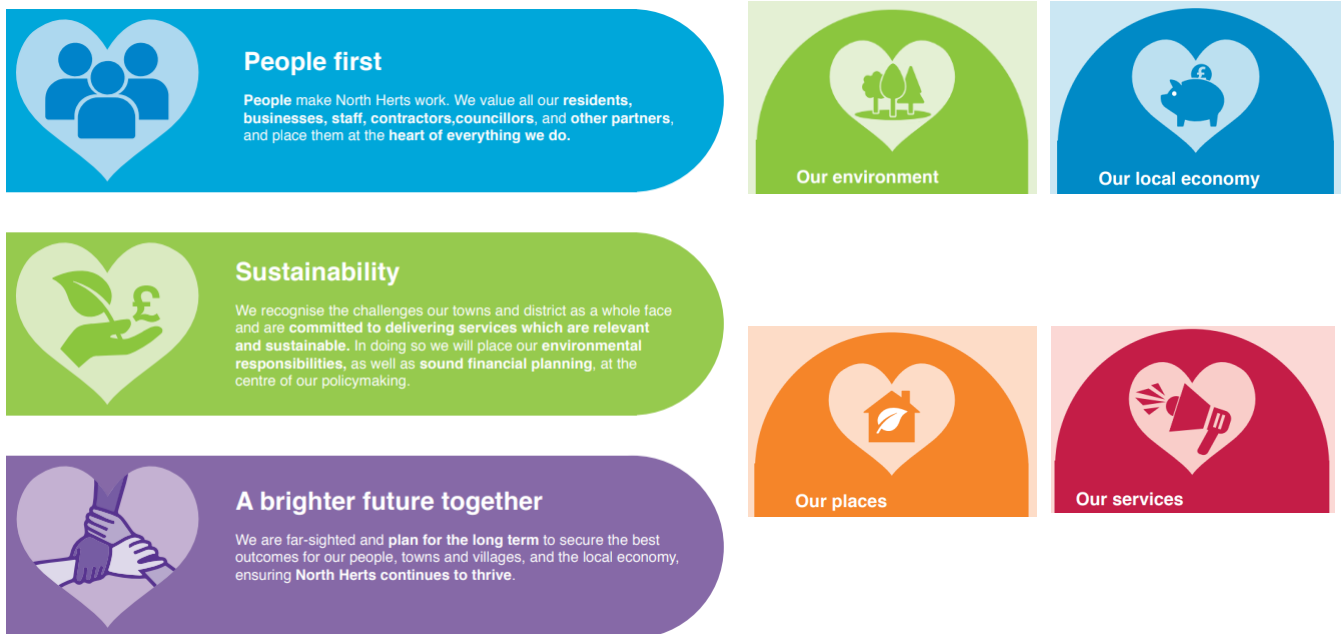 People first
People make North Herts work. We value all our residents,
businesses, staff, contractors,councillors, and other partners,
and place them at the heart of everything we do.
£
Sustainability
We recognise the challenges our towns and district as a whole face
and are committed to delivering services which are relevant
and sustainable. In doing so we will place our environmental
responsibilities, as well as sound financial planning, at the
centre of our policymaking.
A brighter future together
We are far-sighted and plan for the long term to secure the best
outcomes for our people, towns and villages, and the local economy,
ensuring North Herts continues to thrive.
Our environment
£
Our local economy
Our places
Our services